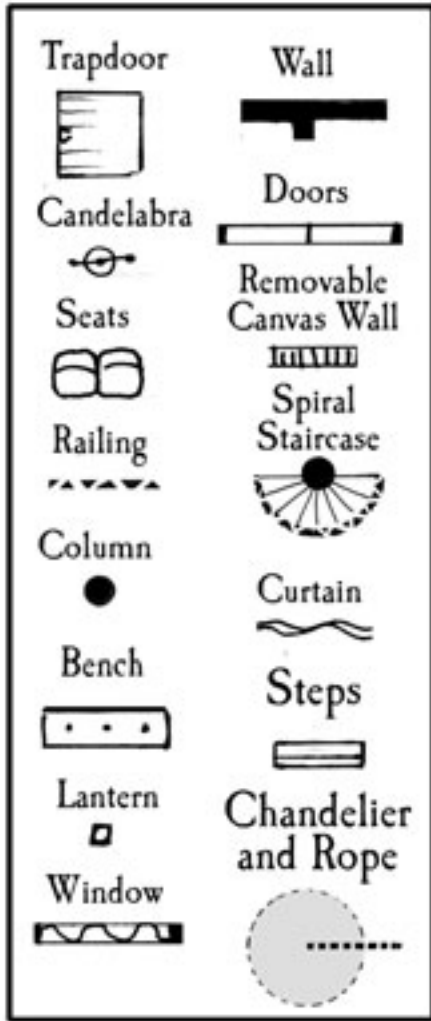 Trapdoor
Candelabra
Seats
Railing
Column
Bench
Lantern
Window
Wall
Doors
Removable
Canvas Wall
Spiral
Staircase
Curtain
Steps
Chandelier
and Rope